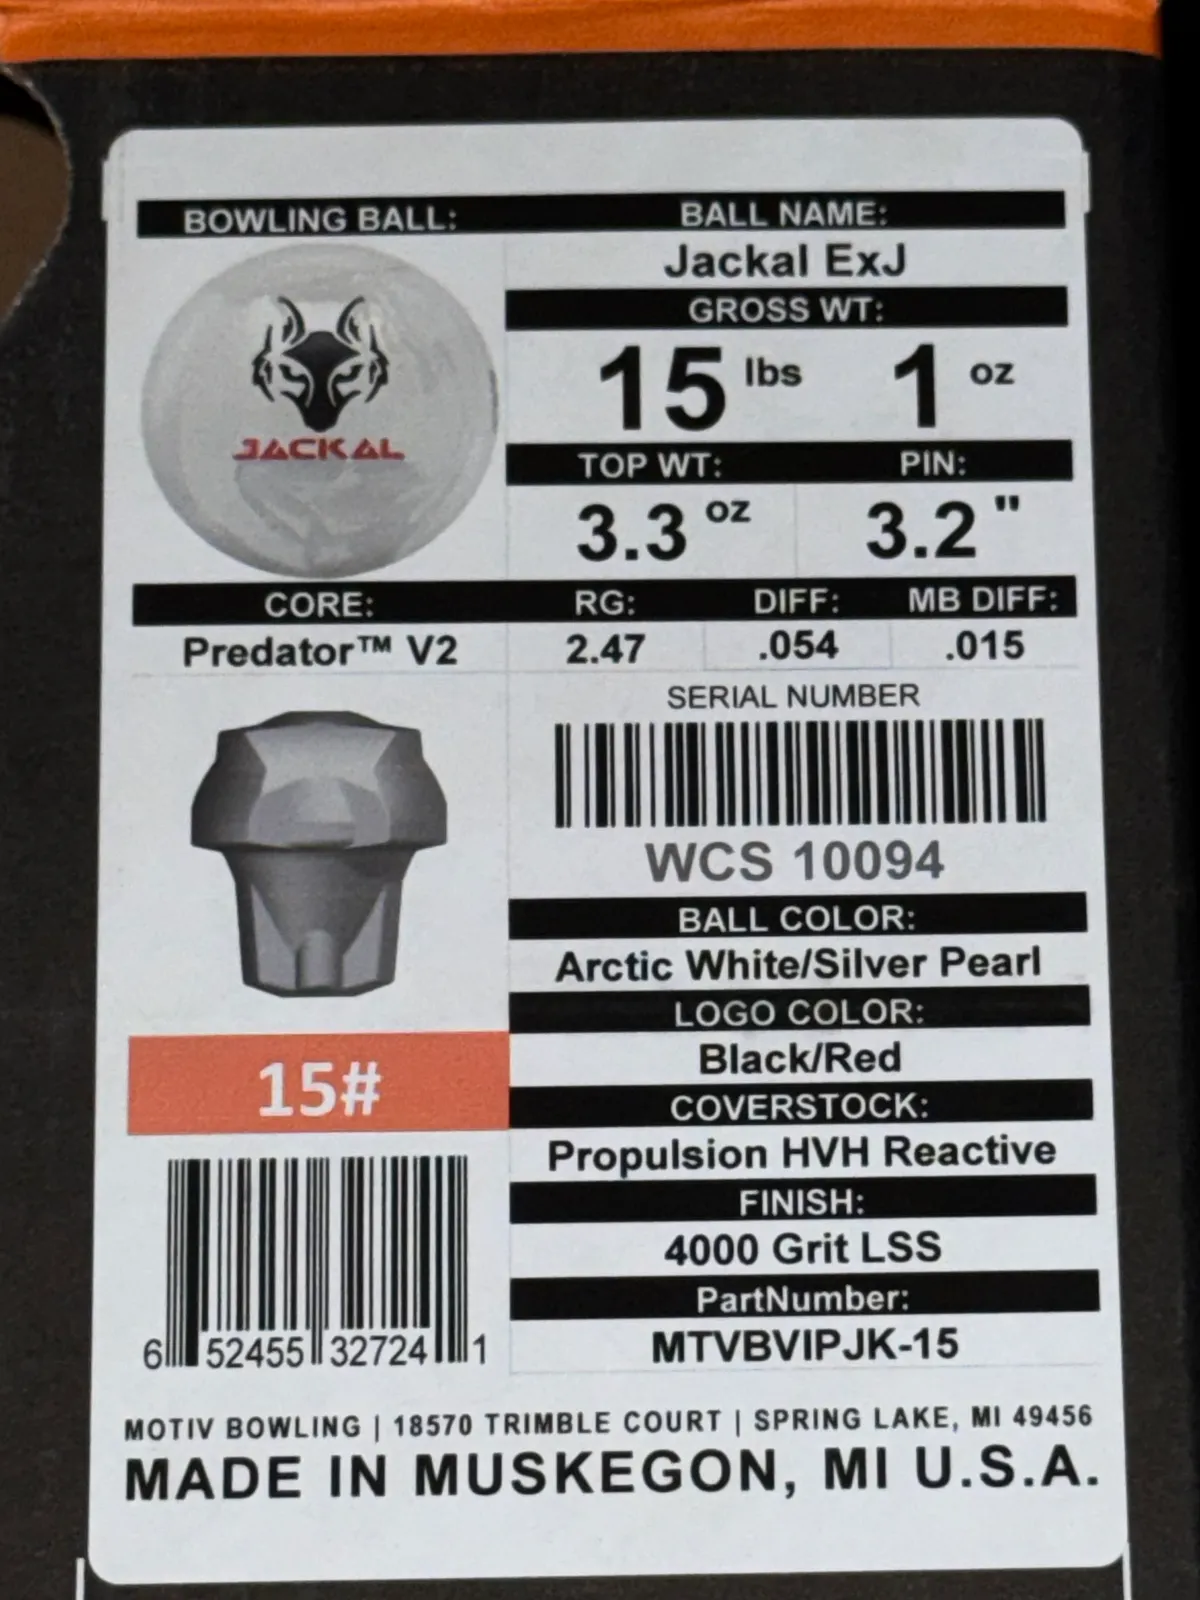 BOWLING BALL:
BALL NAME:
Jackal ExJ
GROSS WT:
15 lbs 1 oz
JACKAL
TOP WT: PIN:
3.3 oz 3.2 "
CORE: RG: DIFF: MB DIFF:
Predator™ V2 2.47 .054 .015
SERIAL NUMBER
WCS 10094
BALL COLOR:
Arctic White/Silver Pearl
LOGO COLOR:
Black/Red
15#
COVERSTOCK:
Propulsion HVH Reactive
FINISH:
4000 Grit LSS
PartNumber:
MTVBVIPJK-15
6 52455 32724 1
MOTIV BOWLING | 18570 TRIMBLE COURT | SPRING LAKE, MI 49456
MADE IN MUSKEGON, MI U.S.A.